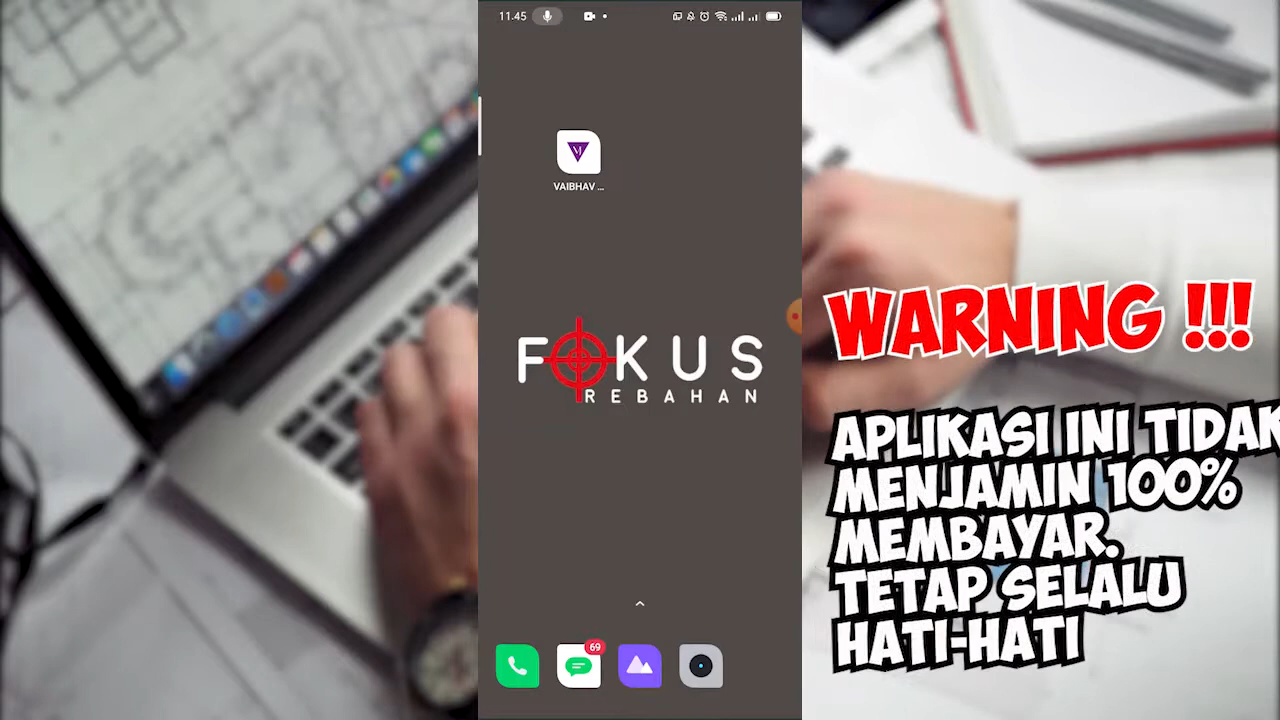 11.45
VAIBHAV ...
FOKUS
REBAHAN
69
WARNING !!!
APLIKASI INI TIDAK
MENJAMIN 100%
MEMBAYAR.
TETAP SELALU
HATI-HATI